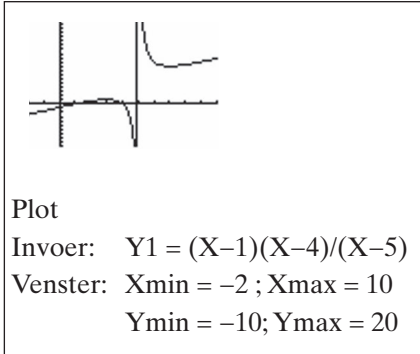 Plot
Invoer: Y1 = (X–1)(X–4)/(X–5)
Venster: Xmin = –2 ; Xmax = 10
Ymin = –10; Ymax = 20